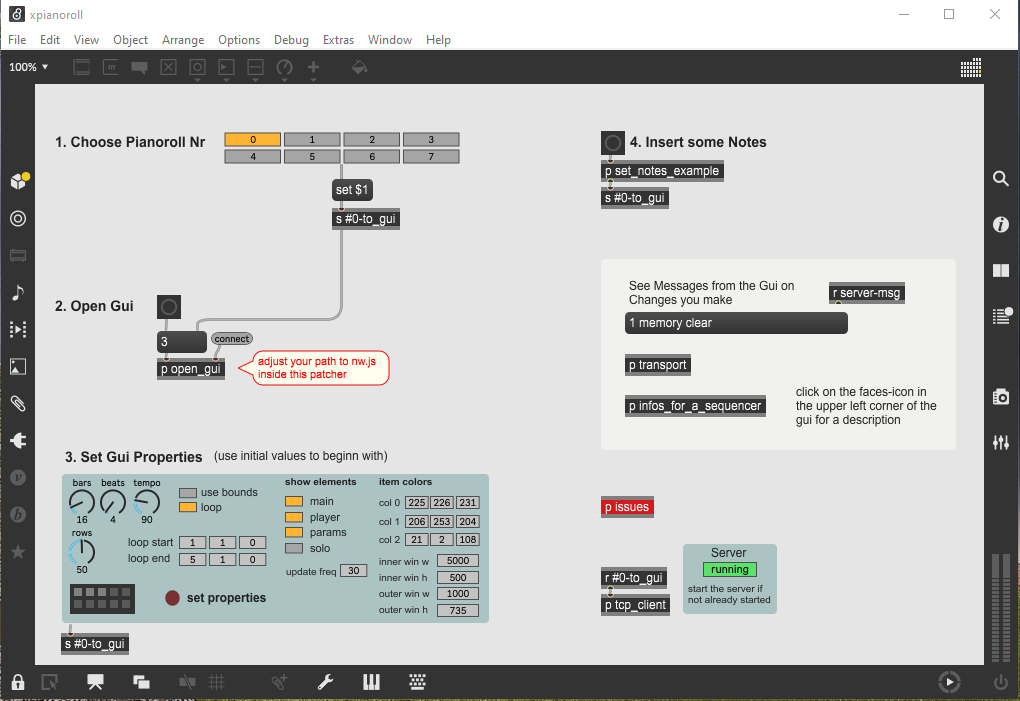 xpianoroll
File Edit View Object Arrange Options Debug Extras Window Help
100%
1. Choose Pianoroll Nr
0 1 2 3
4 5 6 7
set $1
s #0-to_gui
2. Open Gui
3
connect
p open_gui
adjust your path to nw.js
inside this patcher
3. Set Gui Properties (use initial values to beginn with)
bars beats tempo
16 4 90
rows
50
use bounds
loop
loop start 1 1 0
loop end 5 1 0
set properties
show elements
main
player
params
solo
update freq 30
item colors
col 0 225 226 231
col 1 206 253 204
col 2 21 2 108
inner win w 5000
inner win h 500
outer win w 1000
outer win h 735
s #0-to_gui
4. Insert some Notes
p set_notes_example
s #0-to_gui
See Messages from the Gui on
Changes you make
r server-msg
1 memory clear
p transport
p infos_for_a_sequencer
click on the faces-icon in
the upper left corner of the
gui for a description
p issues
r #0-to_gui
p tcp_client
Server
running
start the server if
not already started